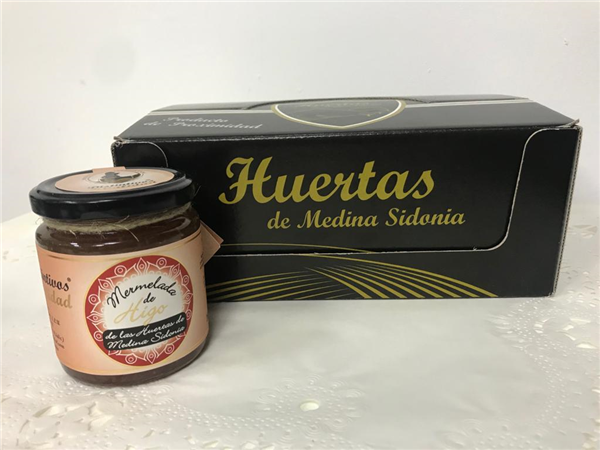 Producto
de Proximidad
Huertas
de Medina Sidonia
Mermelada
de
Higo
de las Huertas de
Medina Sidonia